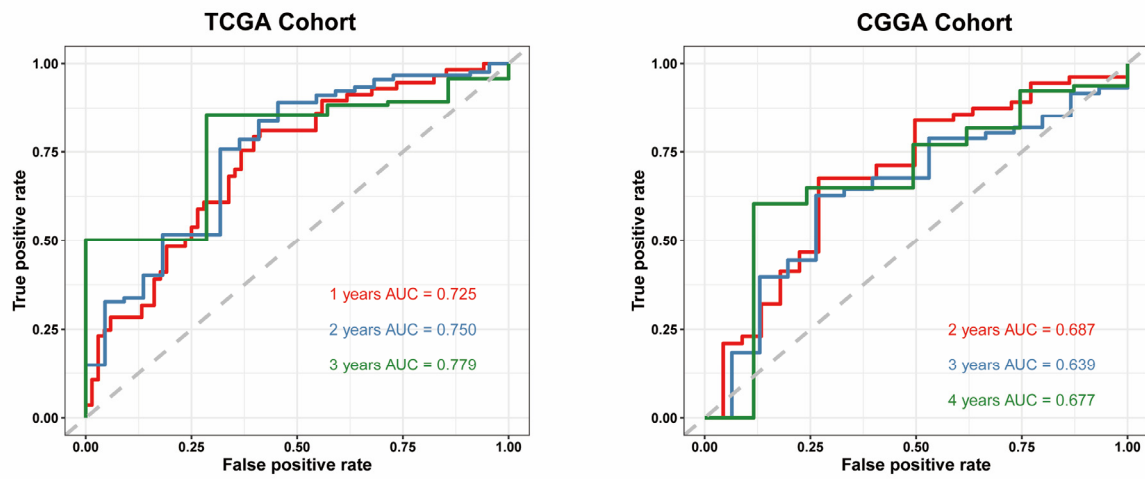 TCGA Cohort
1.00
0.75
0.50
0.25
0.00
True positive rate
1 years AUC = 0.725
2 years AUC = 0.750
3 years AUC = 0.779
0.00 0.25 0.50 0.75 1.00
False positive rate
CGGA Cohort
1.00
0.75
0.50
0.25
0.00
True positive rate
2 years AUC = 0.687
3 years AUC = 0.639
4 years AUC = 0.677
0.00 0.25 0.50 0.75 1.00
False positive rate